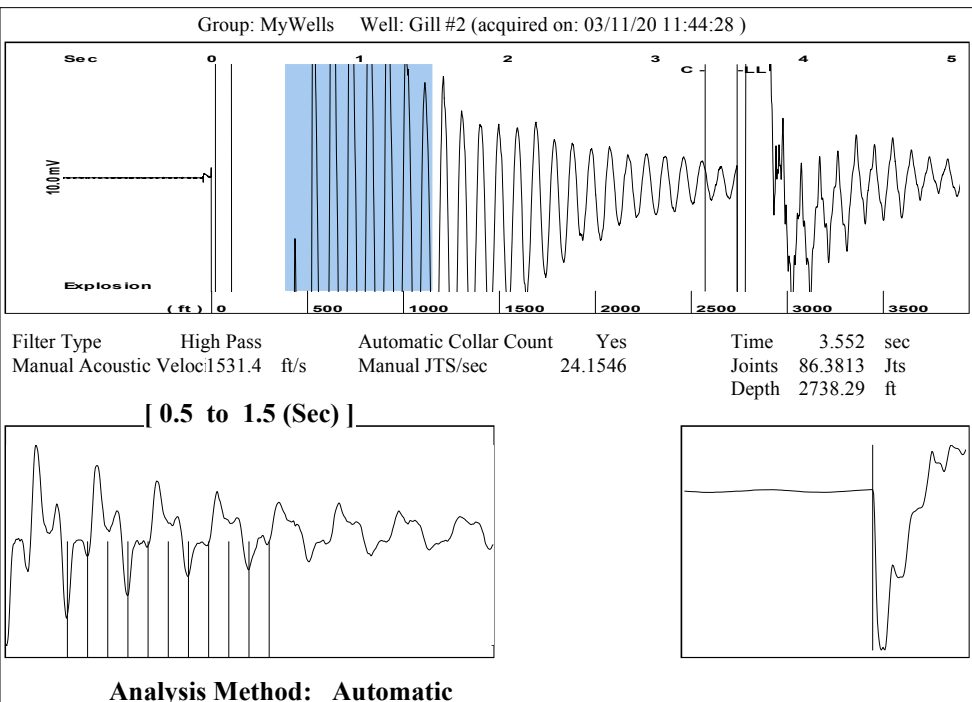 Group: MyWells Well: Gill #2 (acquired on: 03/11/20 11:44:28 )
Sec 0 1 2 3 4 5
C - -LL
10.0 mV
Explosion
( ft ) 0 500 1000 1500 2000 2500 3000 3500
Filter Type High Pass Automatic Collar Count Yes Time 3.552 sec
Manual Acoustic Veloci1531.4 ft/s Manual JTS/sec 24.1546 Joints 86.3813 Jts
Depth 2738.29 ft
[ 0.5 to 1.5 (Sec) ]
Analysis Method: Automatic